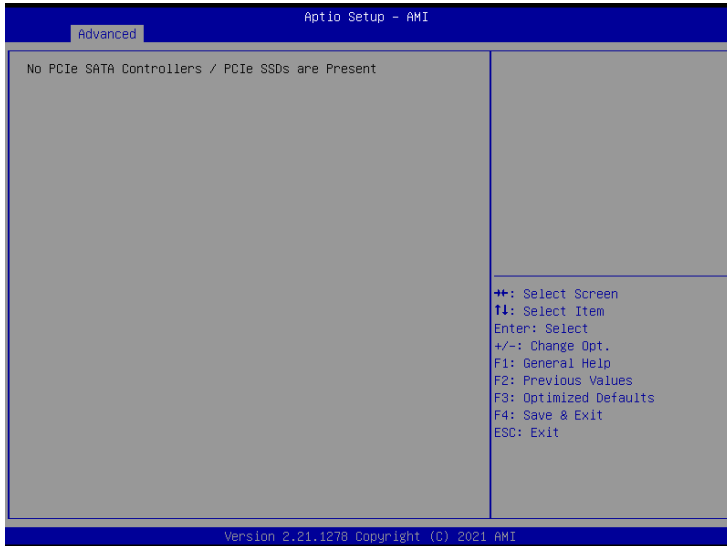 Aptio Setup – AMI
Advanced
No PCIe SATA Controllers / PCIe SSDs are Present
→←: Select Screen
↑↓: Select Item
Enter: Select
+/-: Change Opt.
F1: General Help
F2: Previous Values
F3: Optimized Defaults
F4: Save & Exit
ESC: Exit
Version 2.21.1278 Copyright (C) 2021 AMI